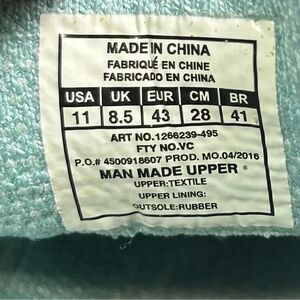 MADE IN CHINA
FABRIQUÉ EN CHINE
FABRICADO EN CHINA
USA UK EUR CM BR
11 8.5 43 28 41
ART NO.1266239-495
FTY NO.VC
P.O.# 4500918607 PROD. MO.04/2016
MAN MADE UPPER
UPPER:TEXTILE
UPPER LINING:
OUTSOLE:RUBBER